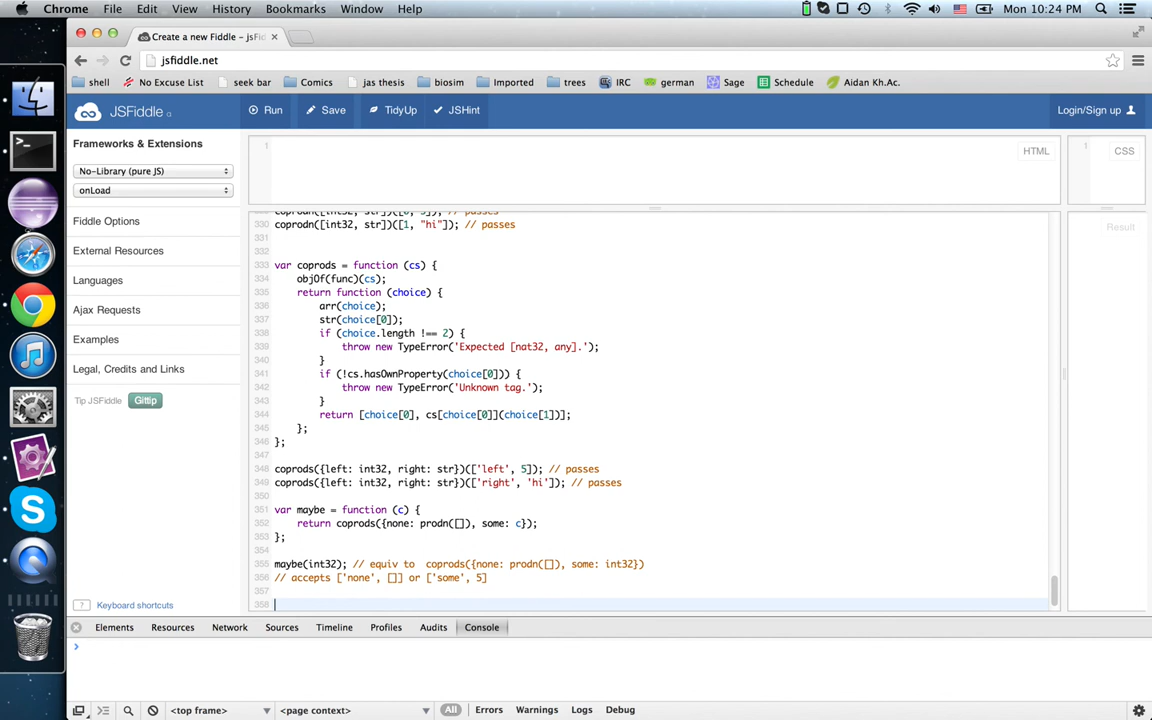 Chrome File Edit View History Bookmarks Window Help Mon 10:24 PM
Create a new Fiddle – jsFid
jsfiddle.net
shell No Excuse List seek bar Comics jas thesis biosim Imported trees IRC german Sage Schedule Aidan Kh.Ac.
JSFiddle α Run Save TidyUp JSHint Login/Sign up
Frameworks & Extensions
No-Library (pure JS)
onLoad
Fiddle Options
External Resources
Languages
Ajax Requests
Examples
Legal, Credits and Links
Tip JSFiddle Gittip
? Keyboard shortcuts
1 HTML
1 CSS
Result
330 coprodn([int32, str])([1, "hi"]); // passes
331
332
333 var coprods = function (cs) {
334 objOf(func)(cs);
335 return function (choice) {
336 arr(choice);
337 str(choice[0]);
338 if (choice.length !== 2) {
339 throw new TypeError('Expected [nat32, any].');
340 }
341 if (!cs.hasOwnProperty(choice[0])) {
342 throw new TypeError('Unknown tag.');
343 }
344 return [choice[0], cs[choice[0]](choice[1])];
345 };
346 };
347
348 coprods({left: int32, right: str})(['left', 5]); // passes
349 coprods({left: int32, right: str})(['right', 'hi']); // passes
350
351 var maybe = function (c) {
352 return coprods({none: prodn([]), some: c});
353 };
354
355 maybe(int32); // equiv to  coprods({none: prodn([]), some: int32})
356 // accepts ['none', []] or ['some', 5]
357
358
Elements Resources Network Sources Timeline Profiles Audits Console
>
<top frame> <page context> All Errors Warnings Logs Debug